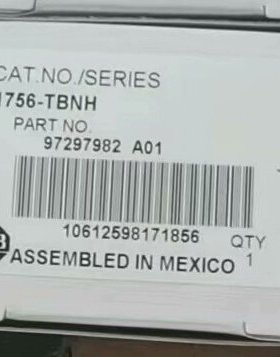 CAT.NO./SERIES
1756-TBNH
PART NO.
97297982 A01
10612598171856
QTY
1
ASSEMBLED IN MEXICO